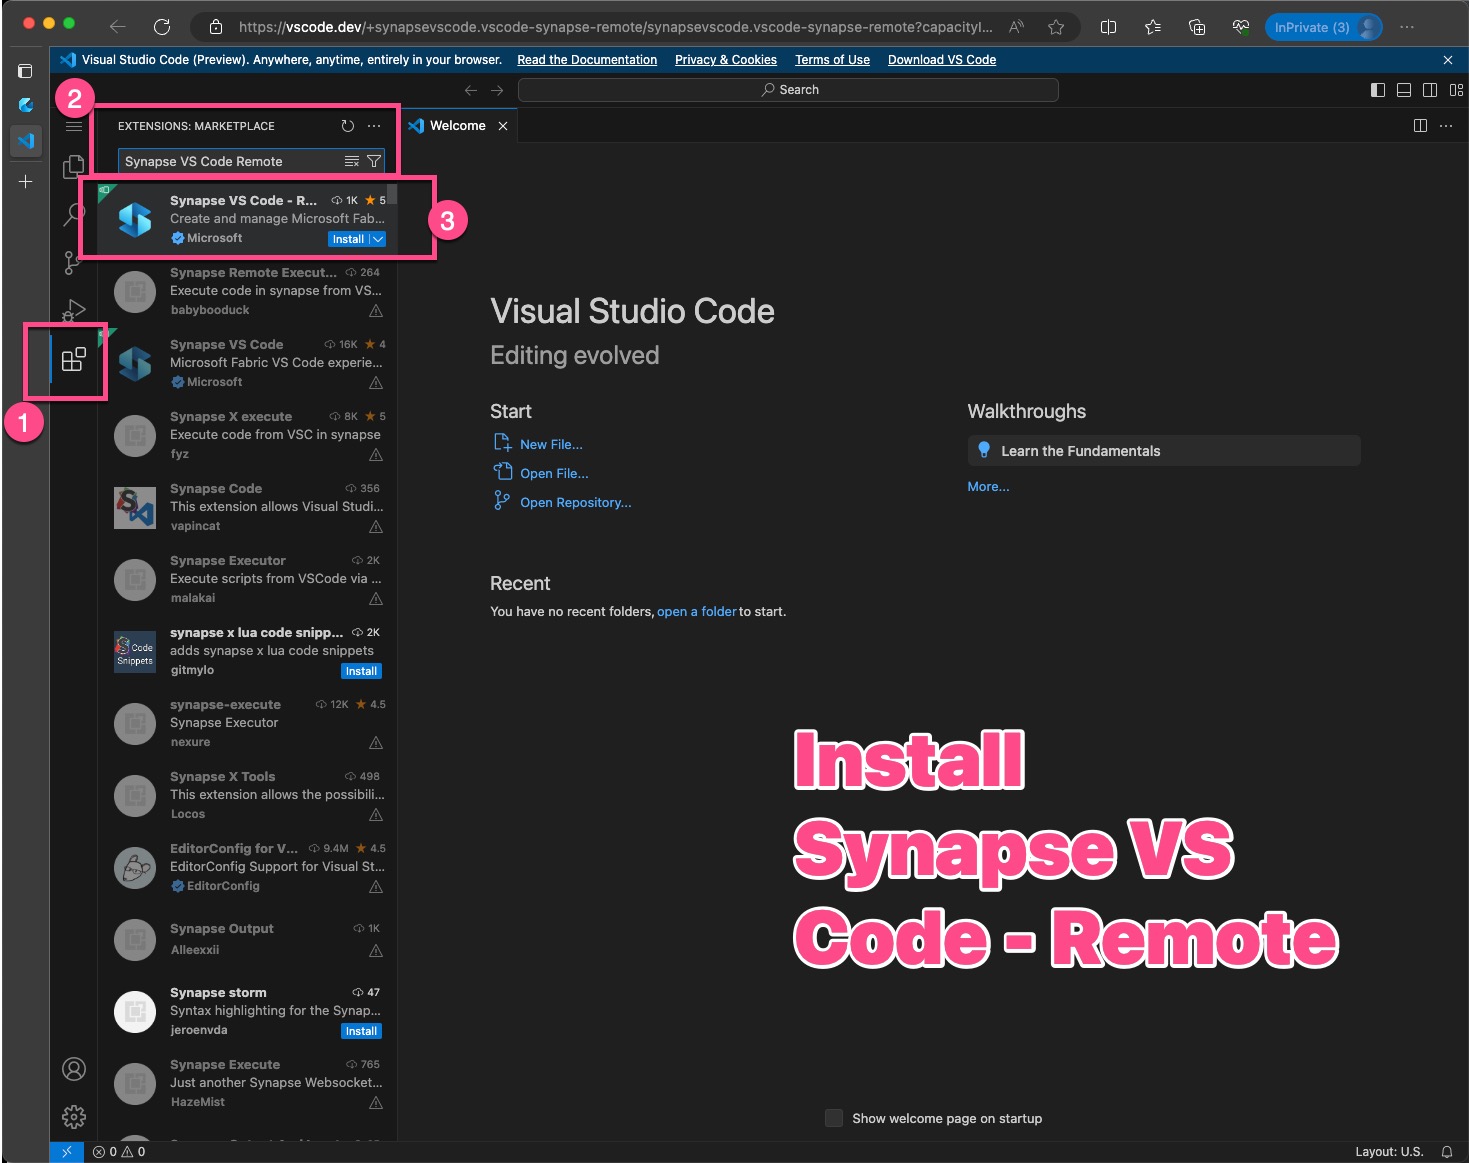 https://vscode.dev/+synapsevscode.vscode-synapse-remote/synapsevscode.vscode-synapse-remote?capacityI...
InPrivate (3)
Visual Studio Code (Preview). Anywhere, anytime, entirely in your browser. Read the Documentation Privacy & Cookies Terms of Use Download VS Code
Search
2
EXTENSIONS: MARKETPLACE
Welcome
Synapse VS Code Remote
Synapse VS Code - R... 1K ★ 5
Create and manage Microsoft Fab...
Microsoft Install
3
Synapse Remote Execut... 264
Execute code in synapse from VS...
babybooduck
Synapse VS Code 16K ★ 4
Microsoft Fabric VS Code experie...
Microsoft
1
Synapse X execute 8K ★ 5
Execute code from VSC in synapse
fyz
Synapse Code 356
This extension allows Visual Studi...
vapincat
Synapse Executor 2K
Execute scripts from VSCode via ...
malakai
Code
Snippets
synapse x lua code snipp... 2K
adds synapse x lua code snippets
gitmylo Install
synapse-execute 12K ★ 4.5
Synapse Executor
nexure
Synapse X Tools 498
This extension allows the possibili...
Locos
EditorConfig for V... 9.4M ★ 4.5
EditorConfig Support for Visual St...
EditorConfig
Synapse Output 1K
Alleexxii
Synapse storm 47
Syntax highlighting for the Synap...
jeroenvda Install
Synapse Execute 765
Just another Synapse Websocket...
HazeMist
Visual Studio Code
Editing evolved
Start
New File...
Open File...
Open Repository...
Walkthroughs
Learn the Fundamentals
More...
Recent
You have no recent folders, open a folder to start.
Install
Synapse VS
Code - Remote
Show welcome page on startup
0 0
Layout: U.S.